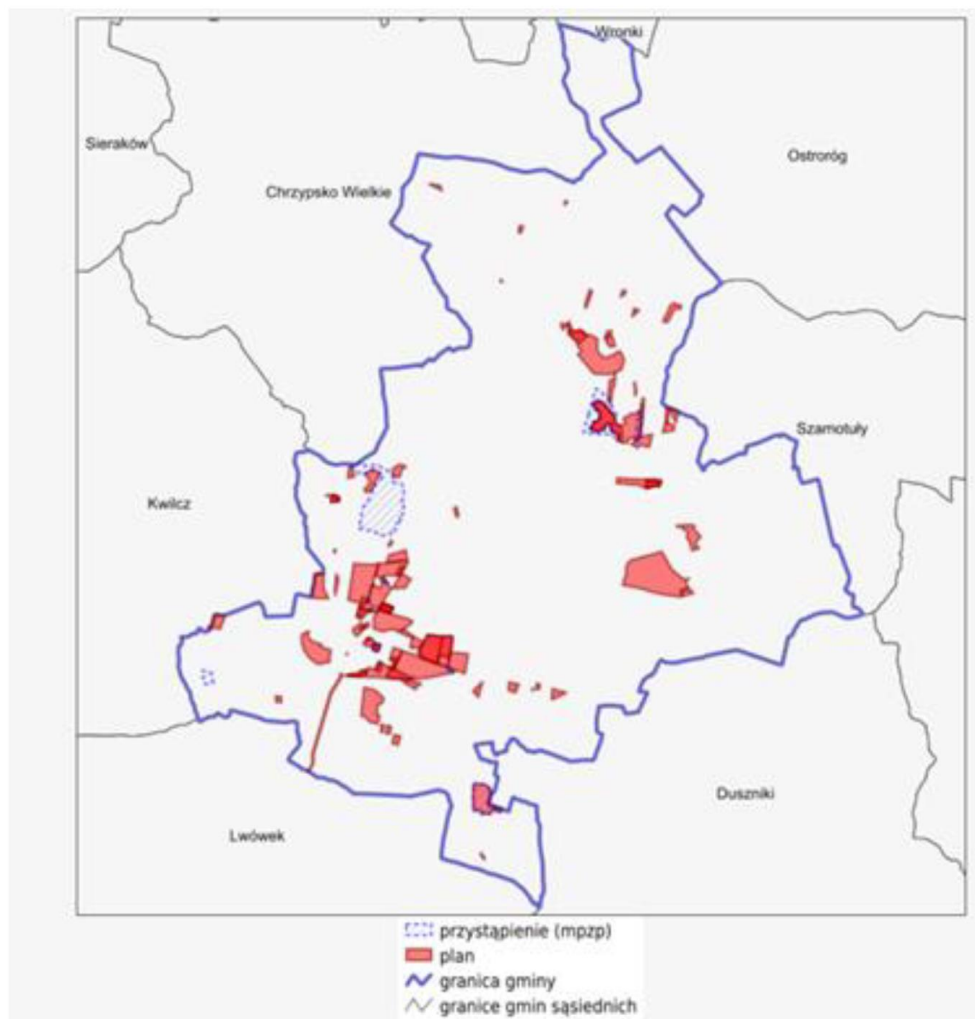 Wronki
Sieraków
Ostroróg
Chrzypsko Wielkie
Szamotuły
Kwilcz
Duszniki
Lwówek
przystąpienie (mpzp)
plan
granica gminy
granice gmin sąsiednich